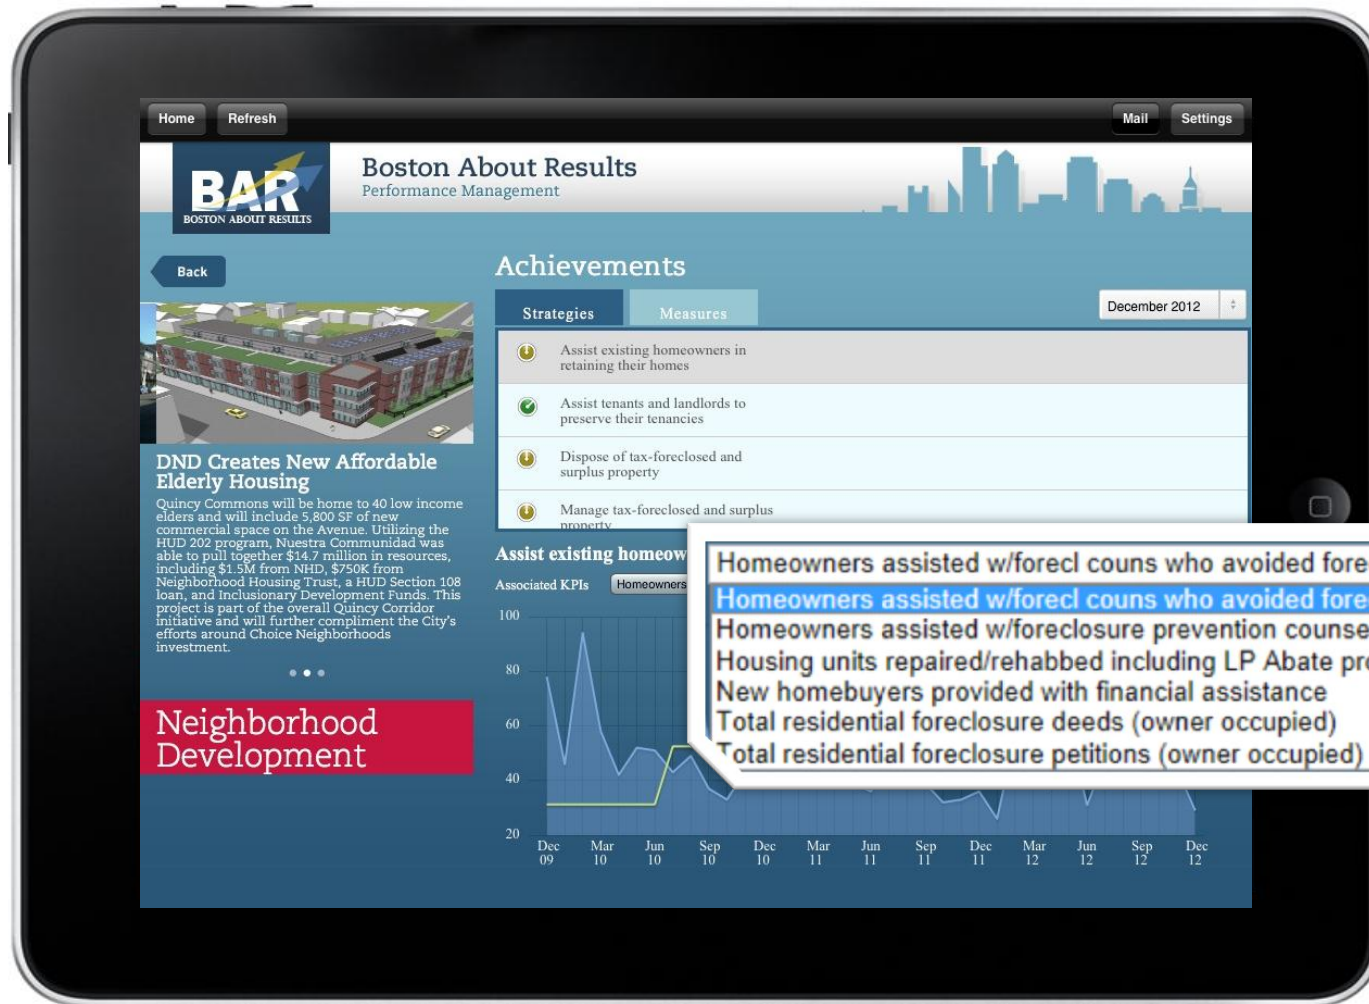 Home Refresh Mail Settings
BAR
BOSTON ABOUT RESULTS
Boston About Results
Performance Management
Back
DND Creates New Affordable
Elderly Housing
Quincy Commons will be home to 40 low income
elders and will include 5,800 SF of new
commercial space on the Avenue. Utilizing the
HUD 202 program, Nuestra Communidad was
able to pull together $14.7 million in resources,
including $1.5M from NHD, $750K from
Neighborhood Housing Trust, a HUD Section 108
loan, and Inclusionary Development Funds. This
project is part of the overall Quincy Corridor
initiative and will further compliment the City's
efforts around Choice Neighborhoods
investment.
Neighborhood
Development
Achievements
Strategies Measures
December 2012
Assist existing homeowners in
retaining their homes
Assist tenants and landlords to
preserve their tenancies
Dispose of tax-foreclosed and
surplus property
Manage tax-foreclosed and surplus
property
Assist existing homeow
Associated KPIs Homeowners
Homeowners assisted w/forecl couns who avoided fore
Homeowners assisted w/forecl couns who avoided fore
Homeowners assisted w/foreclosure prevention counse
Housing units repaired/rehabbed including LP Abate pro
New homebuyers provided with financial assistance
Total residential foreclosure deeds (owner occupied)
Total residential foreclosure petitions (owner occupied)
100
80
60
40
20
Dec Mar Jun Sep Dec Mar Jun Sep Dec Mar Jun Sep Dec
09 10 10 10 10 11 11 11 11 12 12 12 12